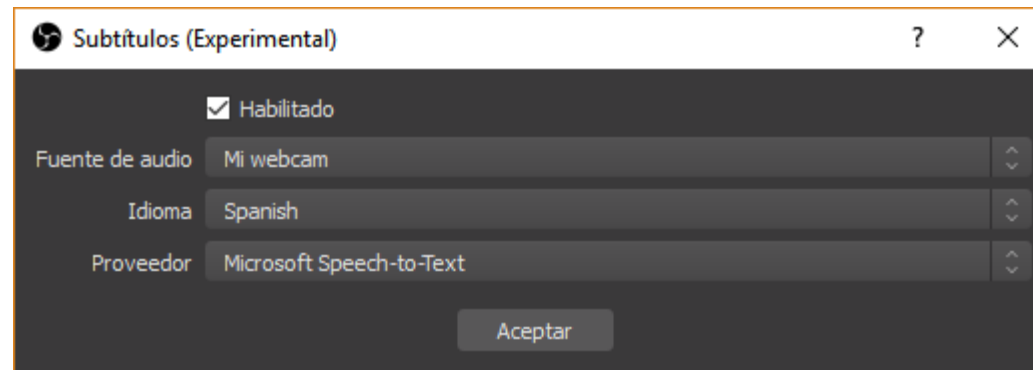 Subtítulos (Experimental)
?
Habilitado
Fuente de audio Mi webcam
Idioma Spanish
Proveedor Microsoft Speech-to-Text
Aceptar